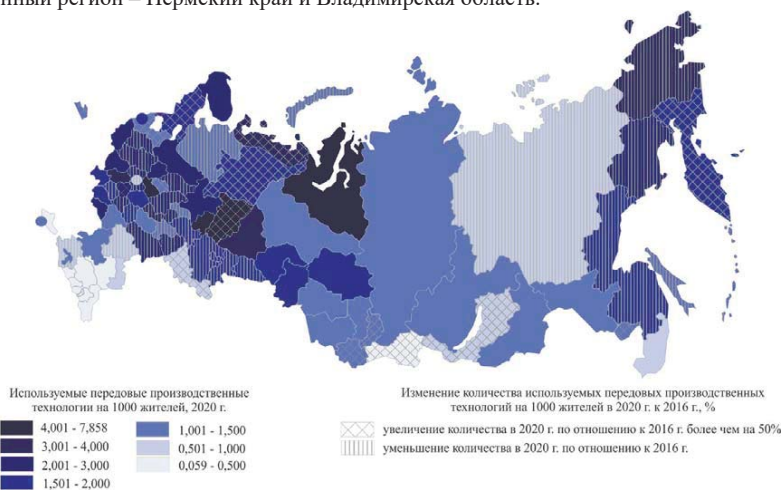 нный регион – Пермский край и Владимирская область.
Используемые передовые производственные
технологии на 1000 жителей, 2020 г.
4,001 - 7,858
3,001 - 4,000
2,001 - 3,000
1,501 - 2,000
1,001 - 1,500
0,501 - 1,000
0,059 - 0,500
Изменение количества используемых передовых производственных
технологий на 1000 жителей в 2020 г. к 2016 г., %
увеличение количества в 2020 г. по отношению к 2016 г. более чем на 50%
уменьшение количества в 2020 г. по отношению к 2016 г.